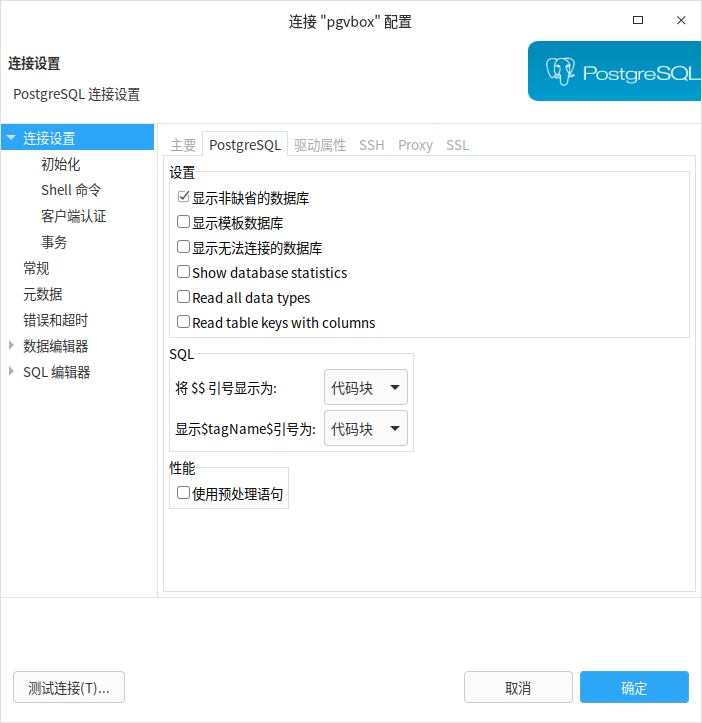 连接 "pgvbox" 配置
连接设置
PostgreSQL 连接设置
PostgreSQL
连接设置
初始化
Shell 命令
客户端认证
事务
常规
元数据
错误和超时
数据编辑器
SQL 编辑器
主要 PostgreSQL 驱动属性 SSH Proxy SSL
设置
显示非缺省的数据库
显示模板数据库
显示无法连接的数据库
Show database statistics
Read all data types
Read table keys with columns
SQL
将 $$ 引号显示为: 代码块
显示$tagName$引号为: 代码块
性能
使用预处理语句
测试连接(T)... 取消 确定